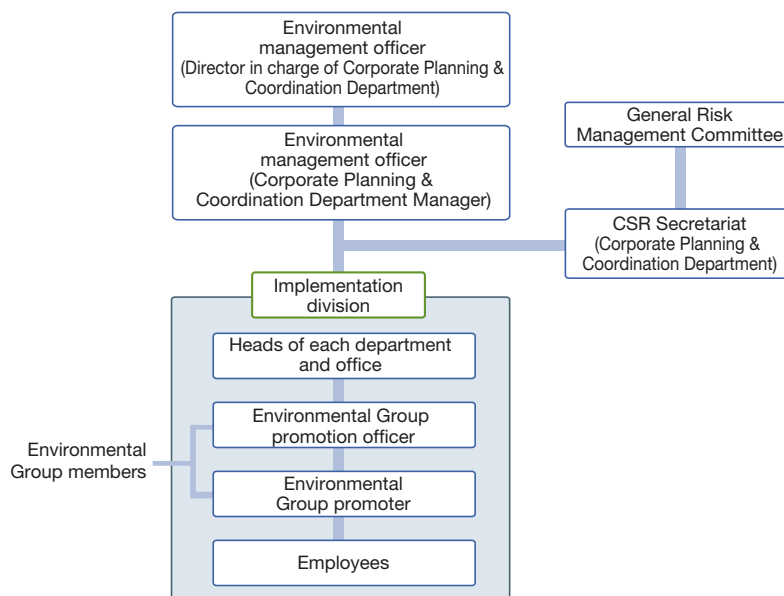 Environmental
management officer
(Director in charge of Corporate Planning &
Coordination Department)
Environmental
management officer
(Corporate Planning &
Coordination Department Manager)
General Risk
Management Committee
CSR Secretariat
(Corporate Planning &
Coordination Department)
Implementation
division
Heads of each department
and office
Environmental Group
promotion officer
Environmental
Group members
Environmental
Group promoter
Employees